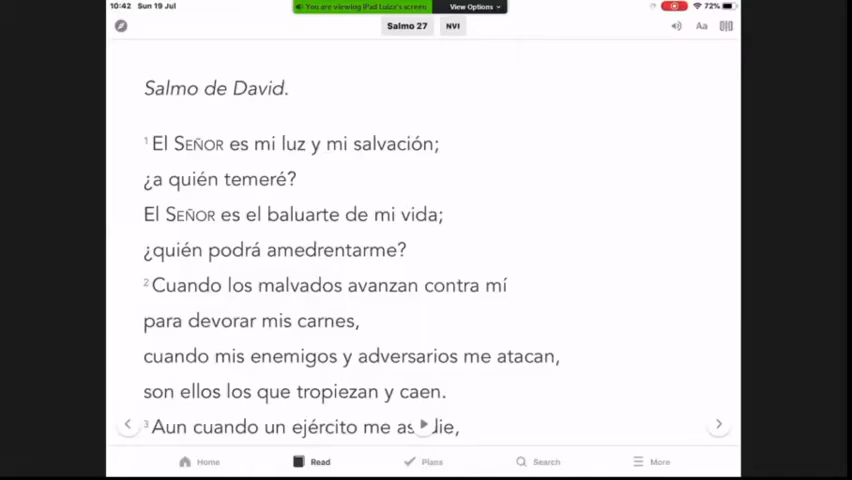 10:42 Sun 19 Jul
You are viewing iPad Luiza's screen
View Options
72%
Salmo 27
NVI
Aa
Salmo de David.
1 El SEÑOR es mi luz y mi salvación;
¿a quién temeré?
El SEÑOR es el baluarte de mi vida;
¿quién podrá amedrentarme?
2 Cuando los malvados avanzan contra mí
para devorar mis carnes,
cuando mis enemigos y adversarios me atacan,
son ellos los que tropiezan y caen.
3 Aun cuando un ejército me
Home
Read
Plans
Search
More